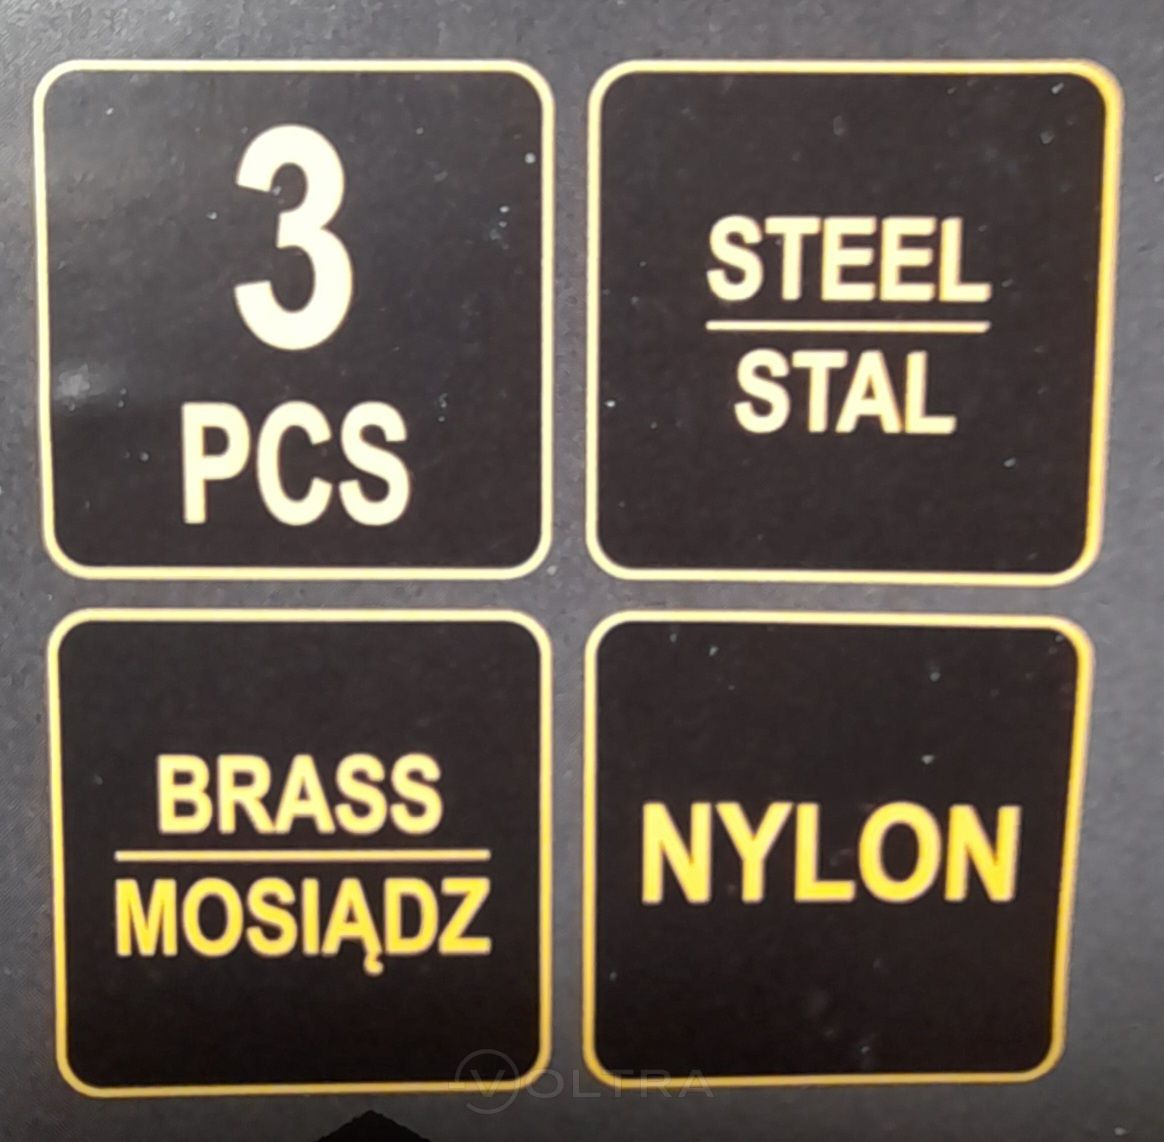 3
PCS
STEEL
STAL
BRASS
MOSIĄDZ
NYLON
VOLTRA